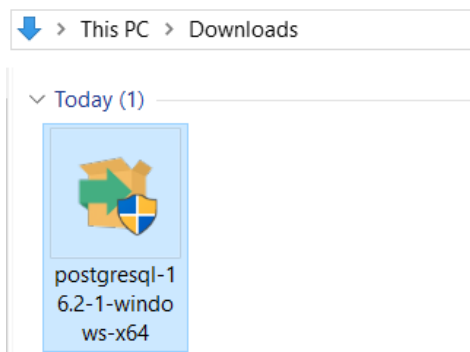 This PC > Downloads
Today (1)
postgresql-1
6.2-1-windo
ws-x64